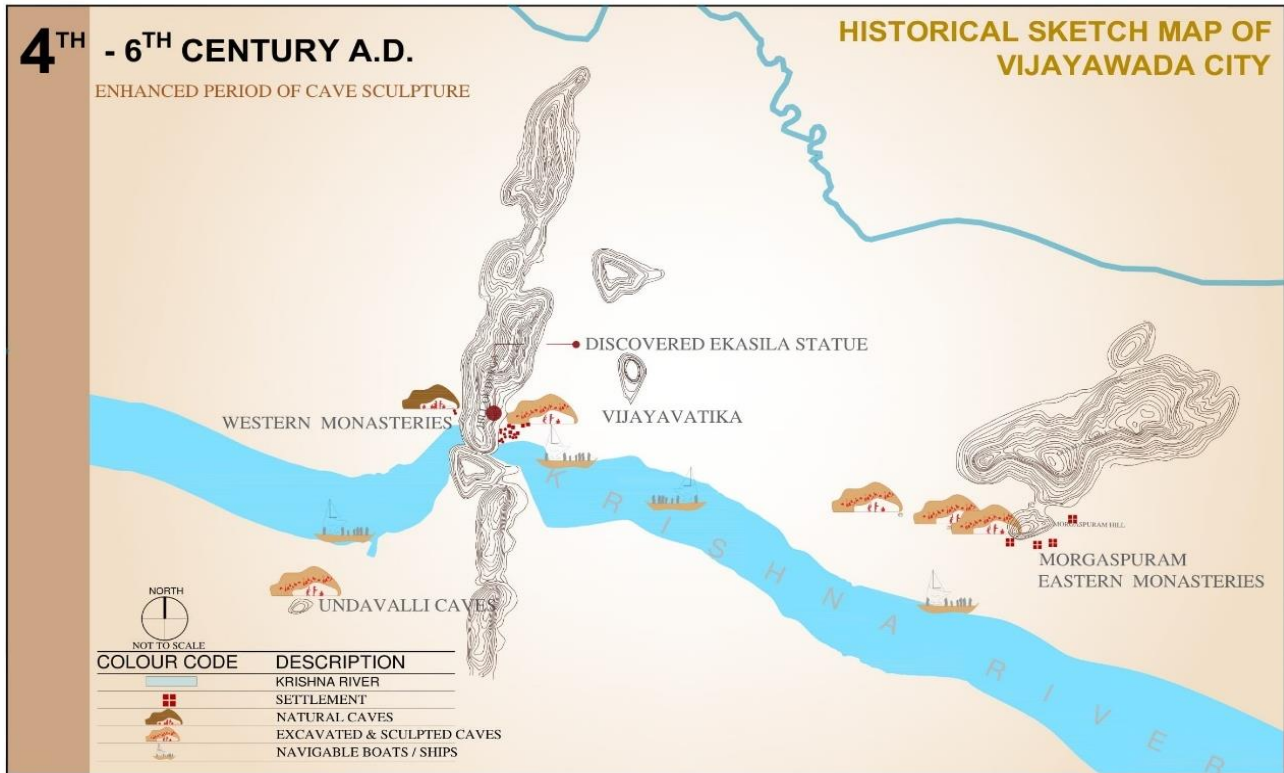 4TH - 6TH CENTURY A.D.
ENHANCED PERIOD OF CAVE SCULPTURE
HISTORICAL SKETCH MAP OF
VIJAYAWADA CITY
DISCOVERED EKASILA STATUE
WESTERN MONASTERIES
VIJAYAVATIKA
KRISHNA RIVER
MORGASPURAM HILL
MORGASPURAM
EASTERN MONASTERIES
UNDAVALLI CAVES
NORTH
NOT TO SCALE
COLOUR CODE DESCRIPTION
KRISHNA RIVER
SETTLEMENT
NATURAL CAVES
EXCAVATED & SCULPTED CAVES
NAVIGABLE BOATS / SHIPS